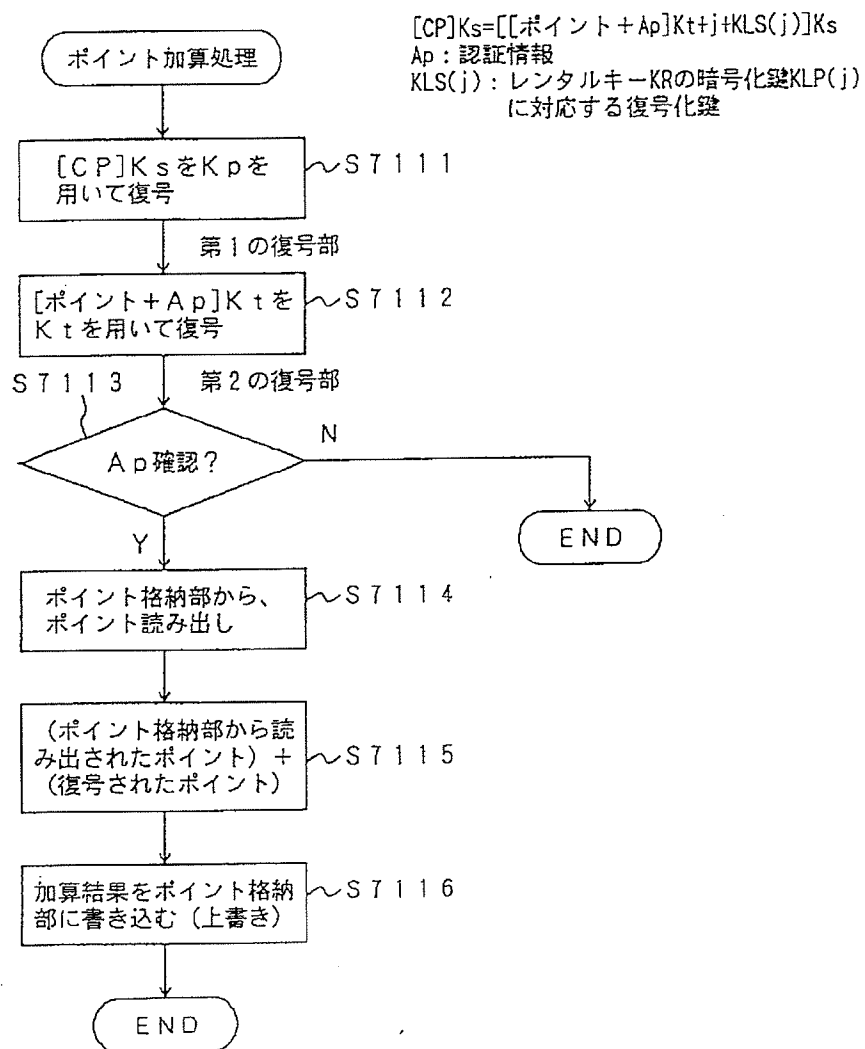 [CP]Ks=[[ポイント+Ap]Kt+j+KLS(j)]Ks
Ap:認証情報
KLS(j):レンタルキーKRの暗号化鍵KLP(j)
に対応する復号化鍵
ポイント加算処理
[CP]KsをKpを
用いて復号
S7111
第1の復号部
[ポイント+Ap]Ktを
Ktを用いて復号
S7112
第2の復号部
S7113
Ap確認?
N
END
Y
ポイント格納部から、
ポイント読み出し
S7114
(ポイント格納部から読
み出されたポイント)+
(復号されたポイント)
S7115
加算結果をポイント格納
部に書き込む(上書き)
S7116
END